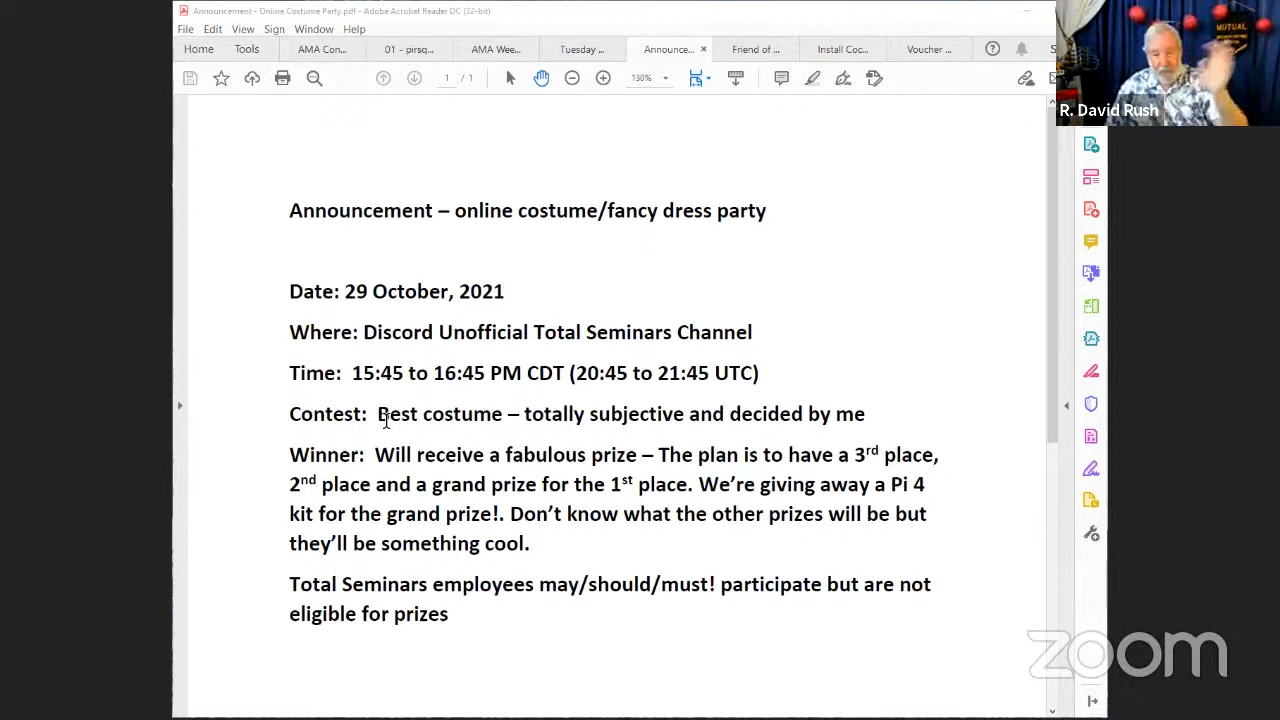 Announcement - Online Costume Party.pdf - Adobe Acrobat Reader DC (32-bit)
File Edit View Sign Window Help
Home Tools AMA Con... 01 - pirsq... AMA Wee... Tuesday ... Announce... × Friend of ... Install Coc... Voucher ...
1 / 1 130%
MUTUAL
R. David Rush
Announcement – online costume/fancy dress party
Date: 29 October, 2021
Where: Discord Unofficial Total Seminars Channel
Time: 15:45 to 16:45 PM CDT (20:45 to 21:45 UTC)
Contest: Best costume – totally subjective and decided by me
Winner: Will receive a fabulous prize – The plan is to have a 3rd place,
2nd place and a grand prize for the 1st place. We're giving away a Pi 4
kit for the grand prize!. Don't know what the other prizes will be but
they'll be something cool.
Total Seminars employees may/should/must! participate but are not
eligible for prizes
zoom